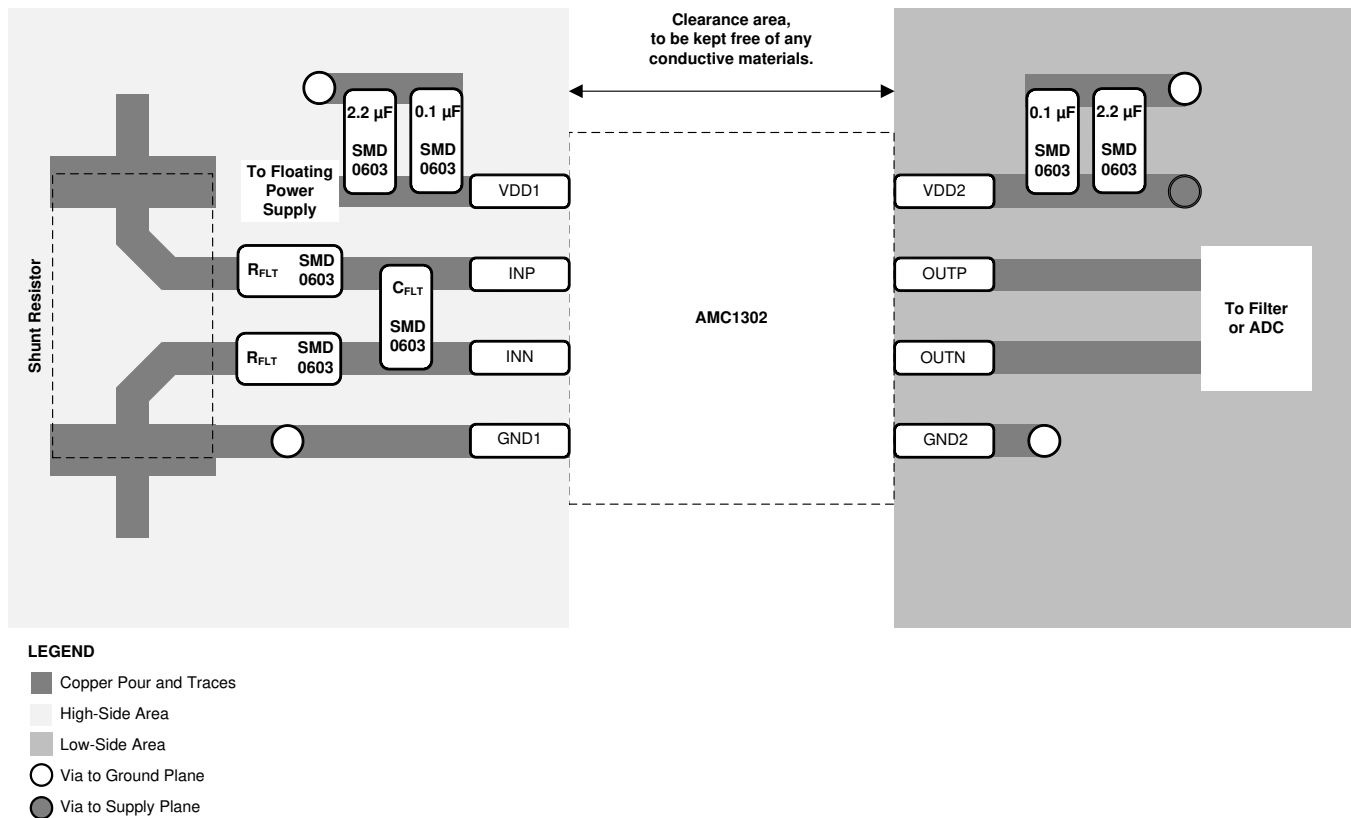 Clearance area,
to be kept free of any
conductive materials.
2.2 µF
SMD
0603
0.1 µF
SMD
0603
0.1 µF
SMD
0603
2.2 µF
SMD
0603
To Floating
Power
Supply
VDD1
VDD2
Shunt Resistor
RFLT
SMD
0603
INP
OUTP
CFLT
SMD
0603
AMC1302
To Filter
or ADC
RFLT
SMD
0603
INN
OUTN
GND1
GND2
LEGEND
Copper Pour and Traces
High-Side Area
Low-Side Area
Via to Ground Plane
Via to Supply Plane